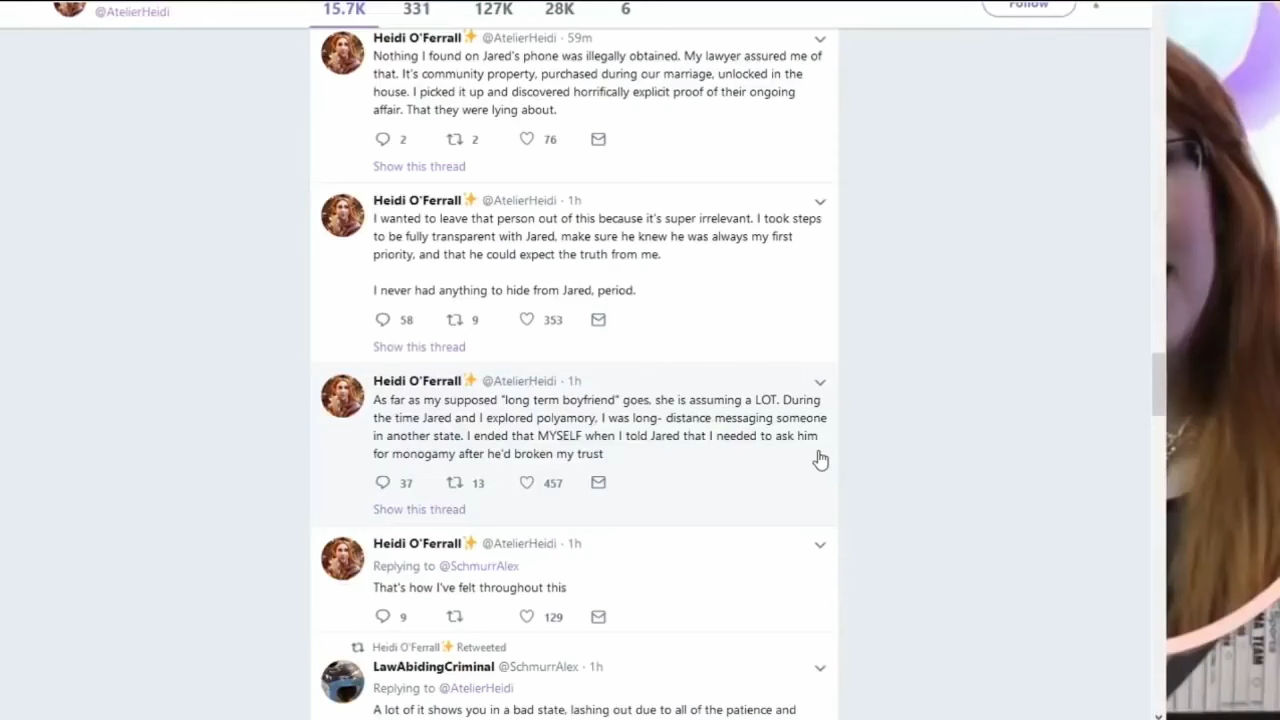 @AtelierHeidi
15.7K 331 127K 28K 6
Follow
Heidi O'Ferrall✨ @AtelierHeidi · 59m
Nothing I found on Jared's phone was illegally obtained. My lawyer assured me of
that. It's community property, purchased during our marriage, unlocked in the
house. I picked it up and discovered horrifically explicit proof of their ongoing
affair. That they were lying about.
2 2 76
Show this thread
Heidi O'Ferrall✨ @AtelierHeidi · 1h
I wanted to leave that person out of this because it's super irrelevant. I took steps
to be fully transparent with Jared, make sure he knew he was always my first
priority, and that he could expect the truth from me.
I never had anything to hide from Jared, period.
58 9 353
Show this thread
Heidi O'Ferrall✨ @AtelierHeidi · 1h
As far as my supposed "long term boyfriend" goes, she is assuming a LOT. During
the time Jared and I explored polyamory, I was long- distance messaging someone
in another state. I ended that MYSELF when I told Jared that I needed to ask him
for monogamy after he'd broken my trust
37 13 457
Show this thread
Heidi O'Ferrall✨ @AtelierHeidi · 1h
Replying to @SchmurrAlex
That's how I've felt throughout this
9 129
Heidi O'Ferrall✨ Retweeted
LawAbidingCriminal @SchmurrAlex · 1h
Replying to @AtelierHeidi
A lot of it shows you in a bad state, lashing out due to all of the patience and